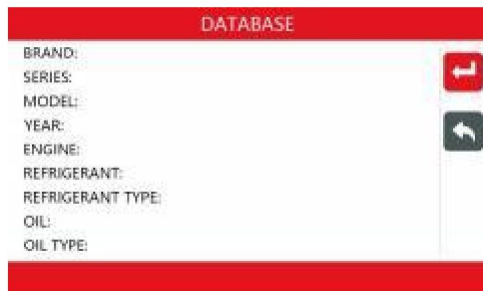 DATABASE
BRAND:
SERIES:
MODEL:
YEAR:
ENGINE:
REFRIGERANT:
REFRIGERANT TYPE:
OIL:
OIL TYPE: